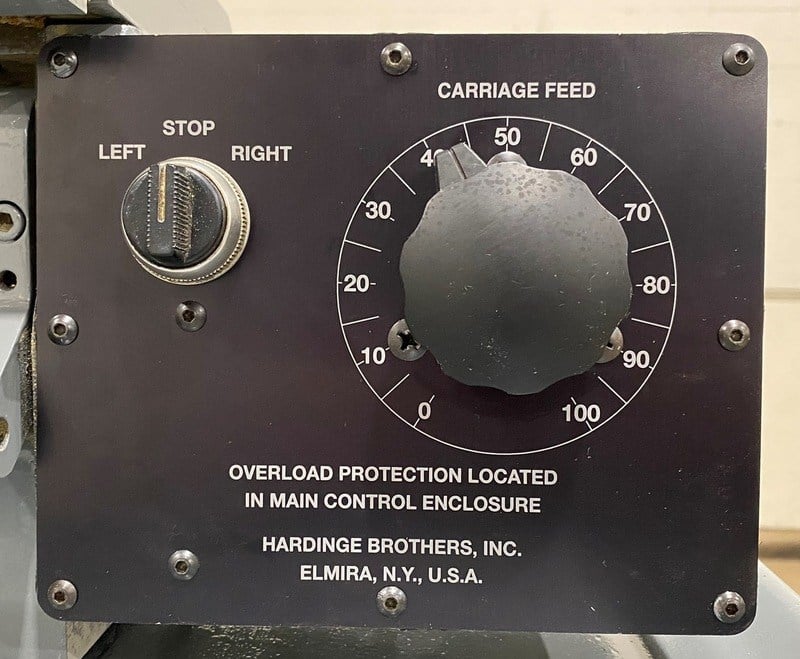 CARRIAGE FEED
STOP
LEFT RIGHT
0
10
20
30
40
50
60
70
80
90
100
OVERLOAD PROTECTION LOCATED
IN MAIN CONTROL ENCLOSURE
HARDINGE BROTHERS, INC.
ELMIRA, N.Y., U.S.A.